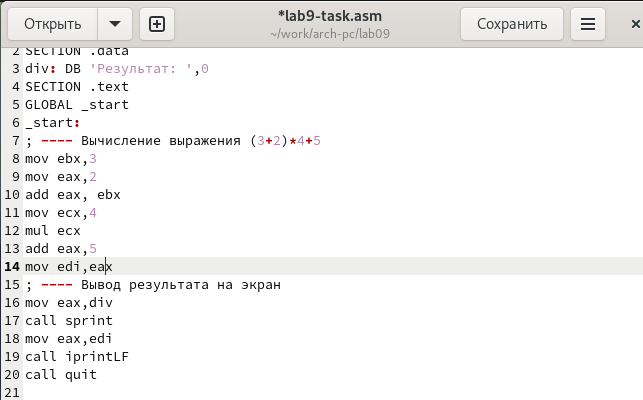 Открыть
*lab9-task.asm
~/work/arch-pc/lab09
Сохранить
2 SECTION .data
3 div: DB 'Результат: ',0
4 SECTION .text
5 GLOBAL _start
6 _start:
7 ; ---- Вычисление выражения (3+2)*4+5
8 mov ebx,3
9 mov eax,2
10 add eax, ebx
11 mov ecx,4
12 mul ecx
13 add eax,5
14 mov edi,eax
15 ; ---- Вывод результата на экран
16 mov eax,div
17 call sprint
18 mov eax,edi
19 call iprintLF
20 call quit
21